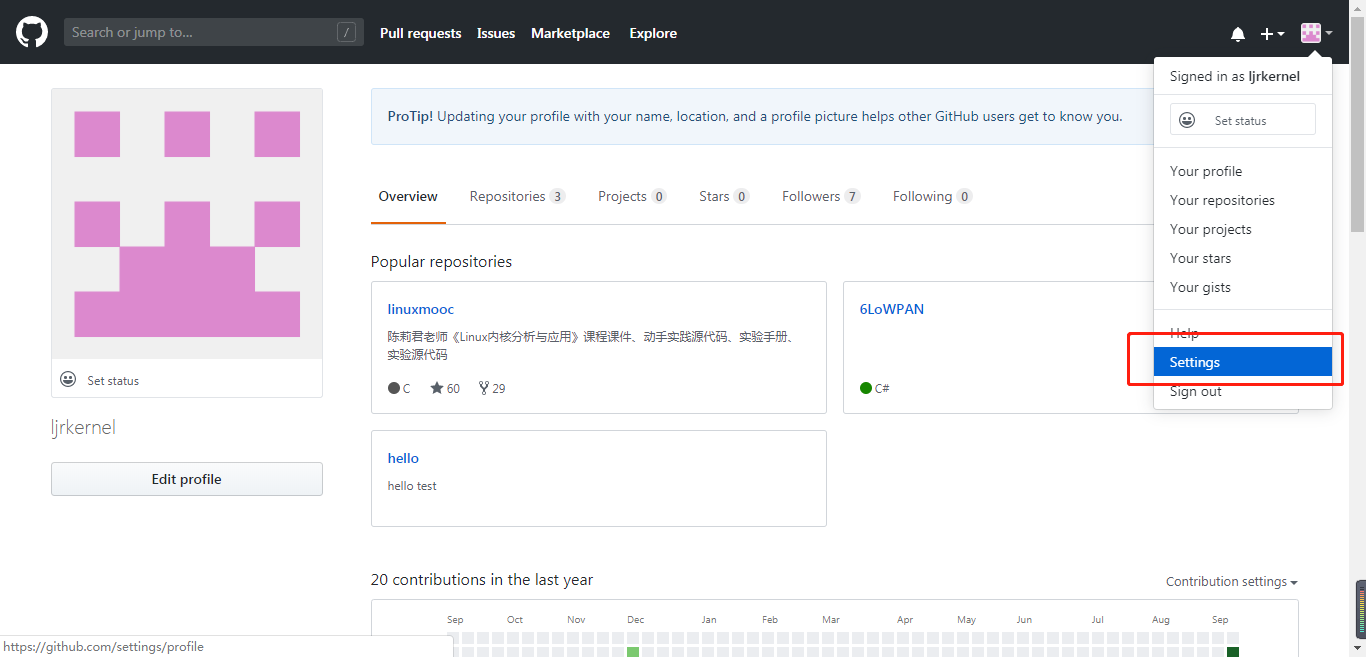 Search or jump to...
/
Pull requests
Issues
Marketplace
Explore
Signed in as ljrkernel
Set status
Your profile
Your repositories
Your projects
Your stars
Your gists
Help
Settings
Sign out
ProTip! Updating your profile with your name, location, and a profile picture helps other GitHub users get to know you.
Overview
Repositories 3
Projects 0
Stars 0
Followers 7
Following 0
Set status
ljrkernel
Edit profile
Popular repositories
linuxmooc
陈莉君老师《Linux内核分析与应用》课程课件、动手实践源代码、实验手册、
实验源代码
C 60 29
6LoWPAN
C#
hello
hello test
20 contributions in the last year
Contribution settings
Sep Oct Nov Dec Jan Feb Mar Apr May Jun Jul Aug Sep
https://github.com/settings/profile